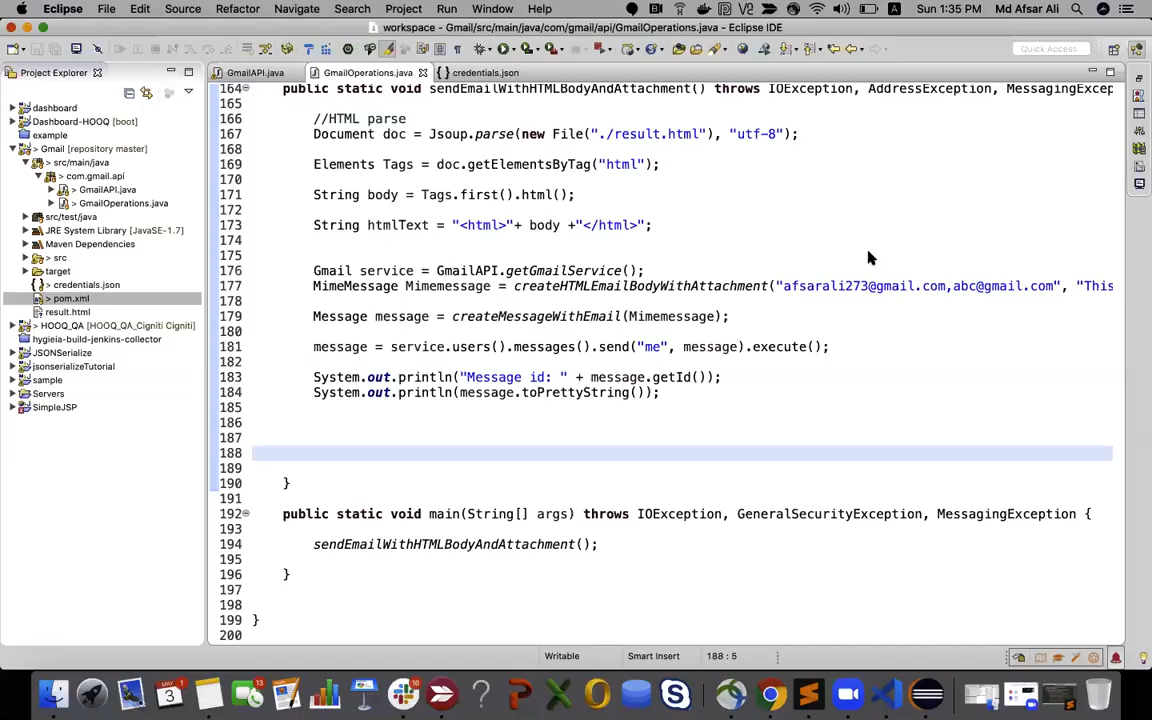 Eclipse File Edit Source Refactor Navigate Search Project Run Window Help Sun 1:35 PM Md Afsar Ali
workspace - Gmail/src/main/java/com/gmail/api/GmailOperations.java - Eclipse IDE
Quick Access
Project Explorer
GmailAPI.java GmailOperations.java credentials.json
dashboard
Dashboard-HOOQ [boot]
example
> Gmail [repository master]
> src/main/java
> com.gmail.api
> GmailAPI.java
> GmailOperations.java
src/test/java
JRE System Library [JavaSE-1.7]
Maven Dependencies
> src
> target
> credentials.json
> pom.xml
result.html
> HOOQ_QA [HOOQ_QA_Cigniti Cigniti]
hygieia-build-jenkins-collector
JSONSerialize
jsonserializeTutorial
sample
Servers
SimpleJSP
164 public static void sendEmailWithHTMLBodyAndAttachment() throws IOException, AddressException, MessagingExcep
165
166 //HTML parse
167 Document doc = Jsoup.parse(new File("./result.html"), "utf-8");
168
169 Elements Tags = doc.getElementsByTag("html");
170
171 String body = Tags.first().html();
172
173 String htmlText = "<html>"+ body +"</html>";
174
175
176 Gmail service = GmailAPI.getGmailService();
177 MimeMessage Mimemessage = createHTMLEmailBodyWithAttachment("afsarali273@gmail.com,abc@gmail.com", "This
178
179 Message message = createMessageWithEmail(Mimemessage);
180
181 message = service.users().messages().send("me", message).execute();
182
183 System.out.println("Message id: " + message.getId());
184 System.out.println(message.toPrettyString());
185
186
187
188
189
190 }
191
192 public static void main(String[] args) throws IOException, GeneralSecurityException, MessagingException {
193
194 sendEmailWithHTMLBodyAndAttachment();
195
196 }
197
198
199 }
200
Writable Smart Insert 188 : 5